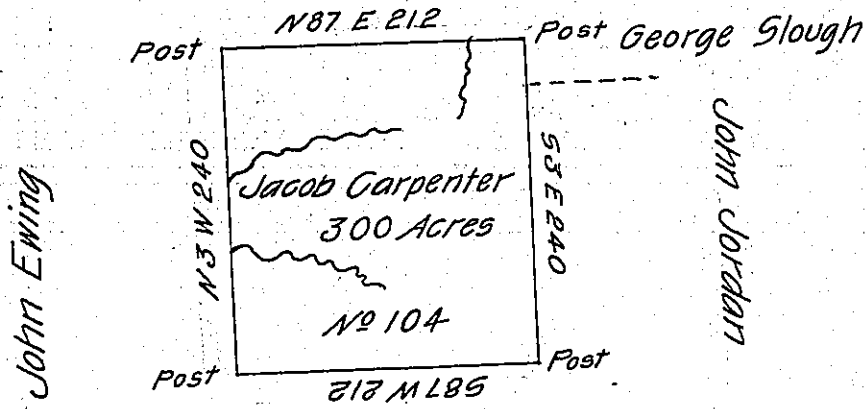 N87 E 212
Post
Post George Slough
John Ewing
N3 W 240
Jacob Carpenter
300 Acres
Nº 104
S3 E 240
John Jordan
Post
Post
S87 W 212